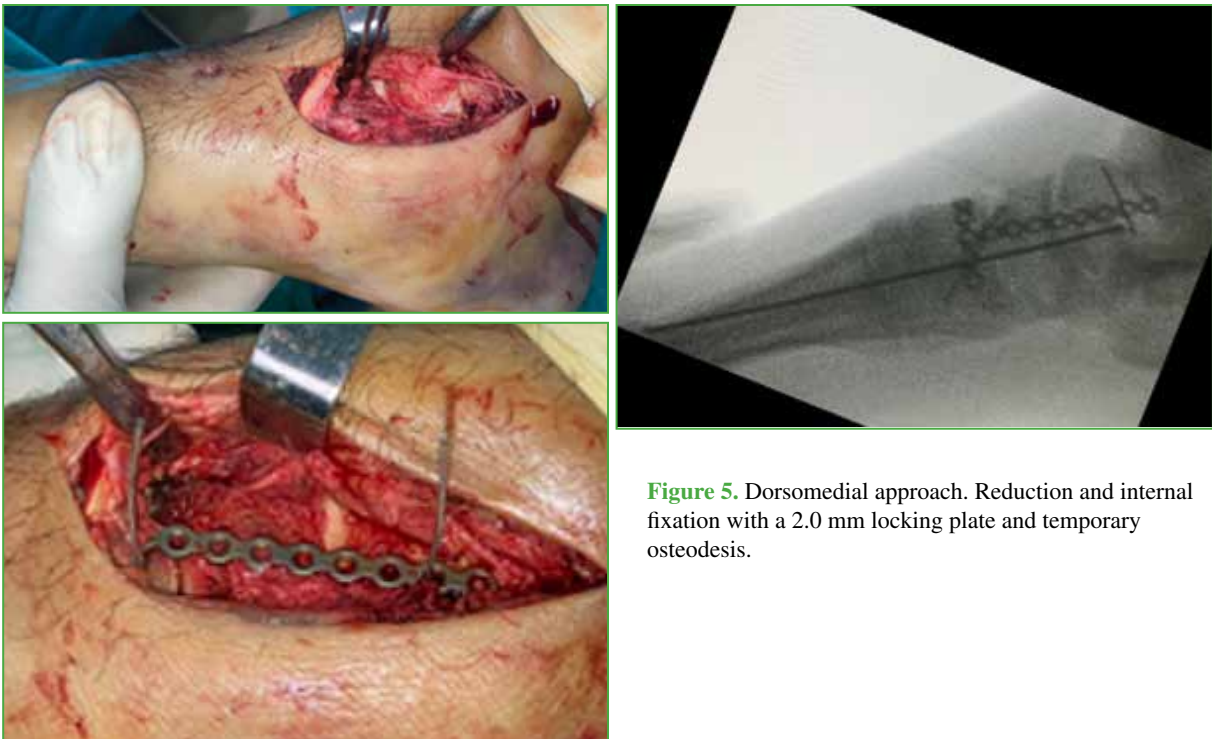 Figure 5. Dorsomedial approach. Reduction and internal
fixation with a 2.0 mm locking plate and temporary
osteodesis.